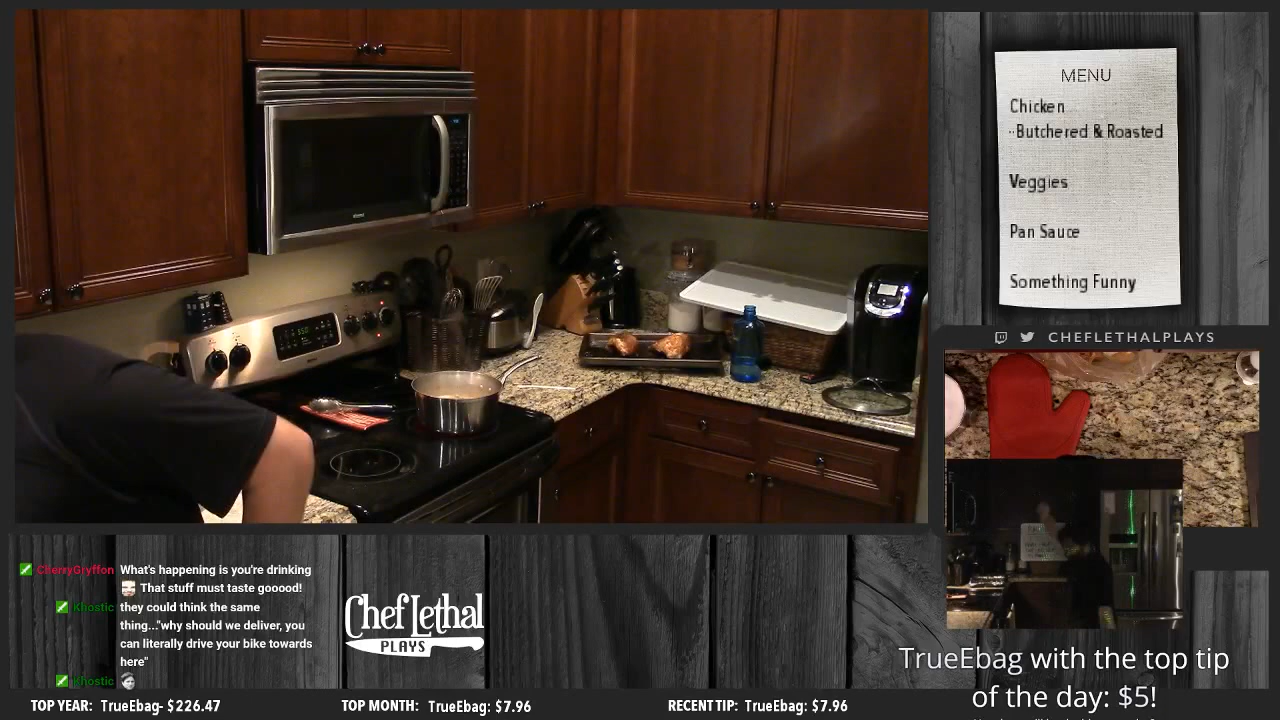 MENU
Chicken
--Butchered & Roasted
Veggies
Pan Sauce
Something Funny
CHEFLETHALPLAYS
CherryGryffon What's happening is you're drinking
That stuff must taste gooood!
Khostic they could think the same
thing..."why should we deliver, you
can literally drive your bike towards
here"
Khostic
Chef Lethal
PLAYS
TrueEbag with the top tip
of the day: $5!
TOP YEAR: TrueEbag- $226.47
TOP MONTH: TrueEbag: $7.96
RECENT TIP: TrueEbag: $7.96